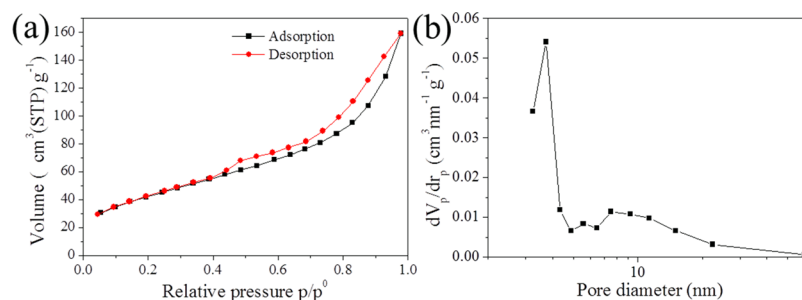 (a)
Adsorption
Desorption
Volume ( cm³(STP) g⁻¹)
160
140
120
100
80
60
40
20
0
0.0 0.2 0.4 0.6 0.8 1.0
Relative pressure p/p⁰
(b)
dVₚ/drₚ (cm³ nm⁻¹ g⁻¹)
0.06
0.05
0.04
0.03
0.02
0.01
0.00
10
Pore diameter (nm)